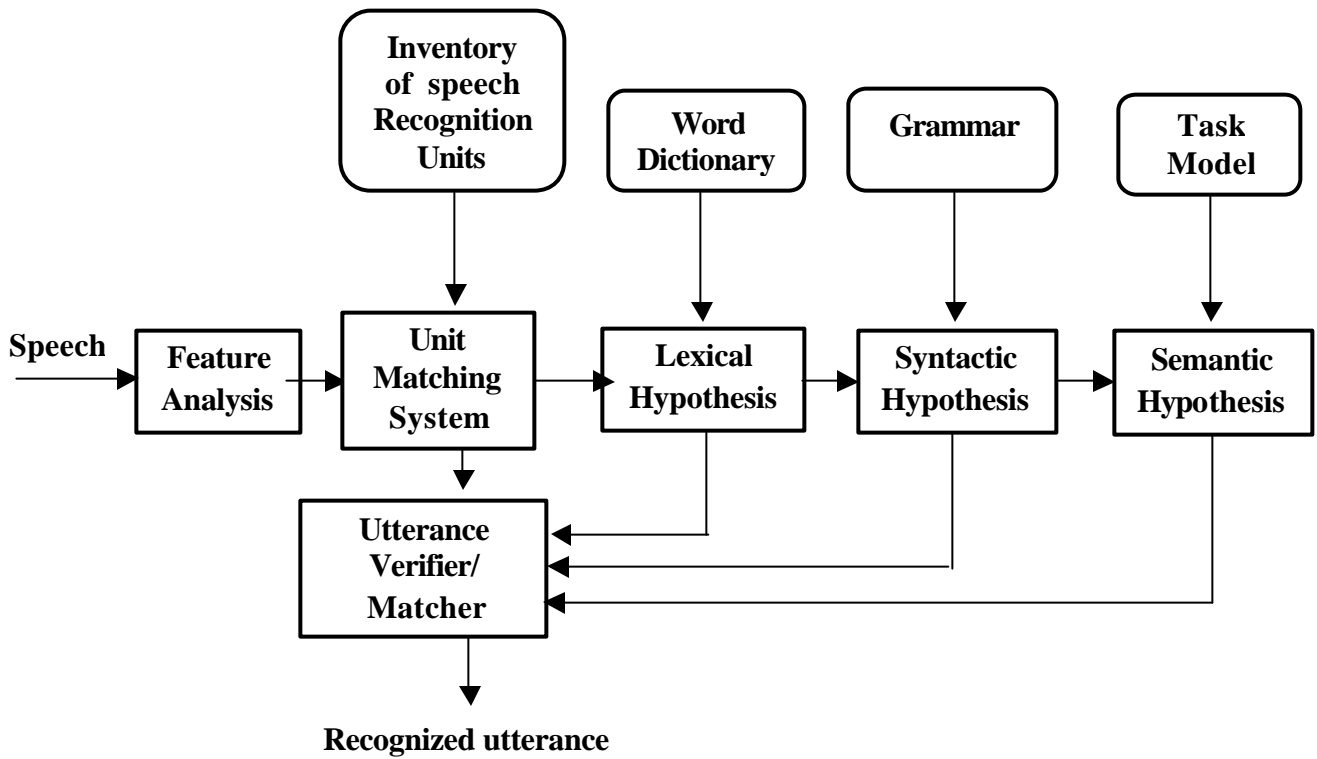 Inventory
of speech
Recognition
Units
Word
Dictionary
Grammar
Task
Model
Speech
Feature
Analysis
Unit
Matching
System
Lexical
Hypothesis
Syntactic
Hypothesis
Semantic
Hypothesis
Utterance
Verifier/
Matcher
Recognized utterance